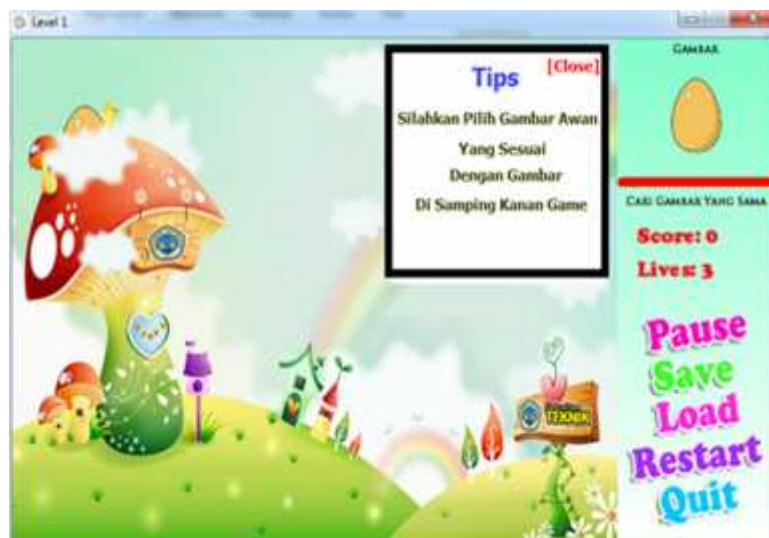 Level 1
[Close]
Tips
Silahkan Pilih Gambar Awan
Yang Sesuai
Dengan Gambar
Di Samping Kanan Game
GAMBAR
CARI GAMBAR YANG SAMA
Score: 0
Lives: 3
Pause
Save
Load
Restart
Quit
TEKNIK